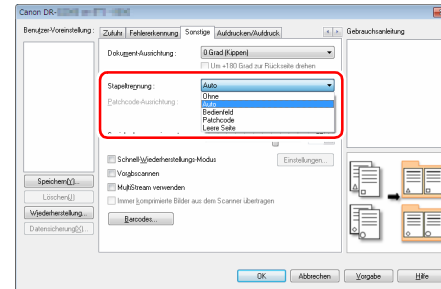 Canon DR-
Benutzer-Voreinstellung :
Zufuhr Fehlererkennung Sonstige Aufdrucken/Aufdruck
Gebrauchsanleitung
Dokument-Ausrichtung : 0 Grad (Kippen)
Um +180 Grad zur Rückseite drehen
Stapeltrennung : Auto
Ohne
Patchcode-Ausrichtung : Auto
Bedienfeld
Patchcode
Leere Seite
Schnell-Wiederherstellungs-Modus Einstellungen...
Vorabscannen
MultiStream verwenden
Immer komprimierte Bilder aus dem Scanner übertragen
Barcodes...
Speichern(Y)...
Löschen(J)
Wiederherstellung...
Datensicherung(X)...
OK Abbrechen Vorgabe Hilfe